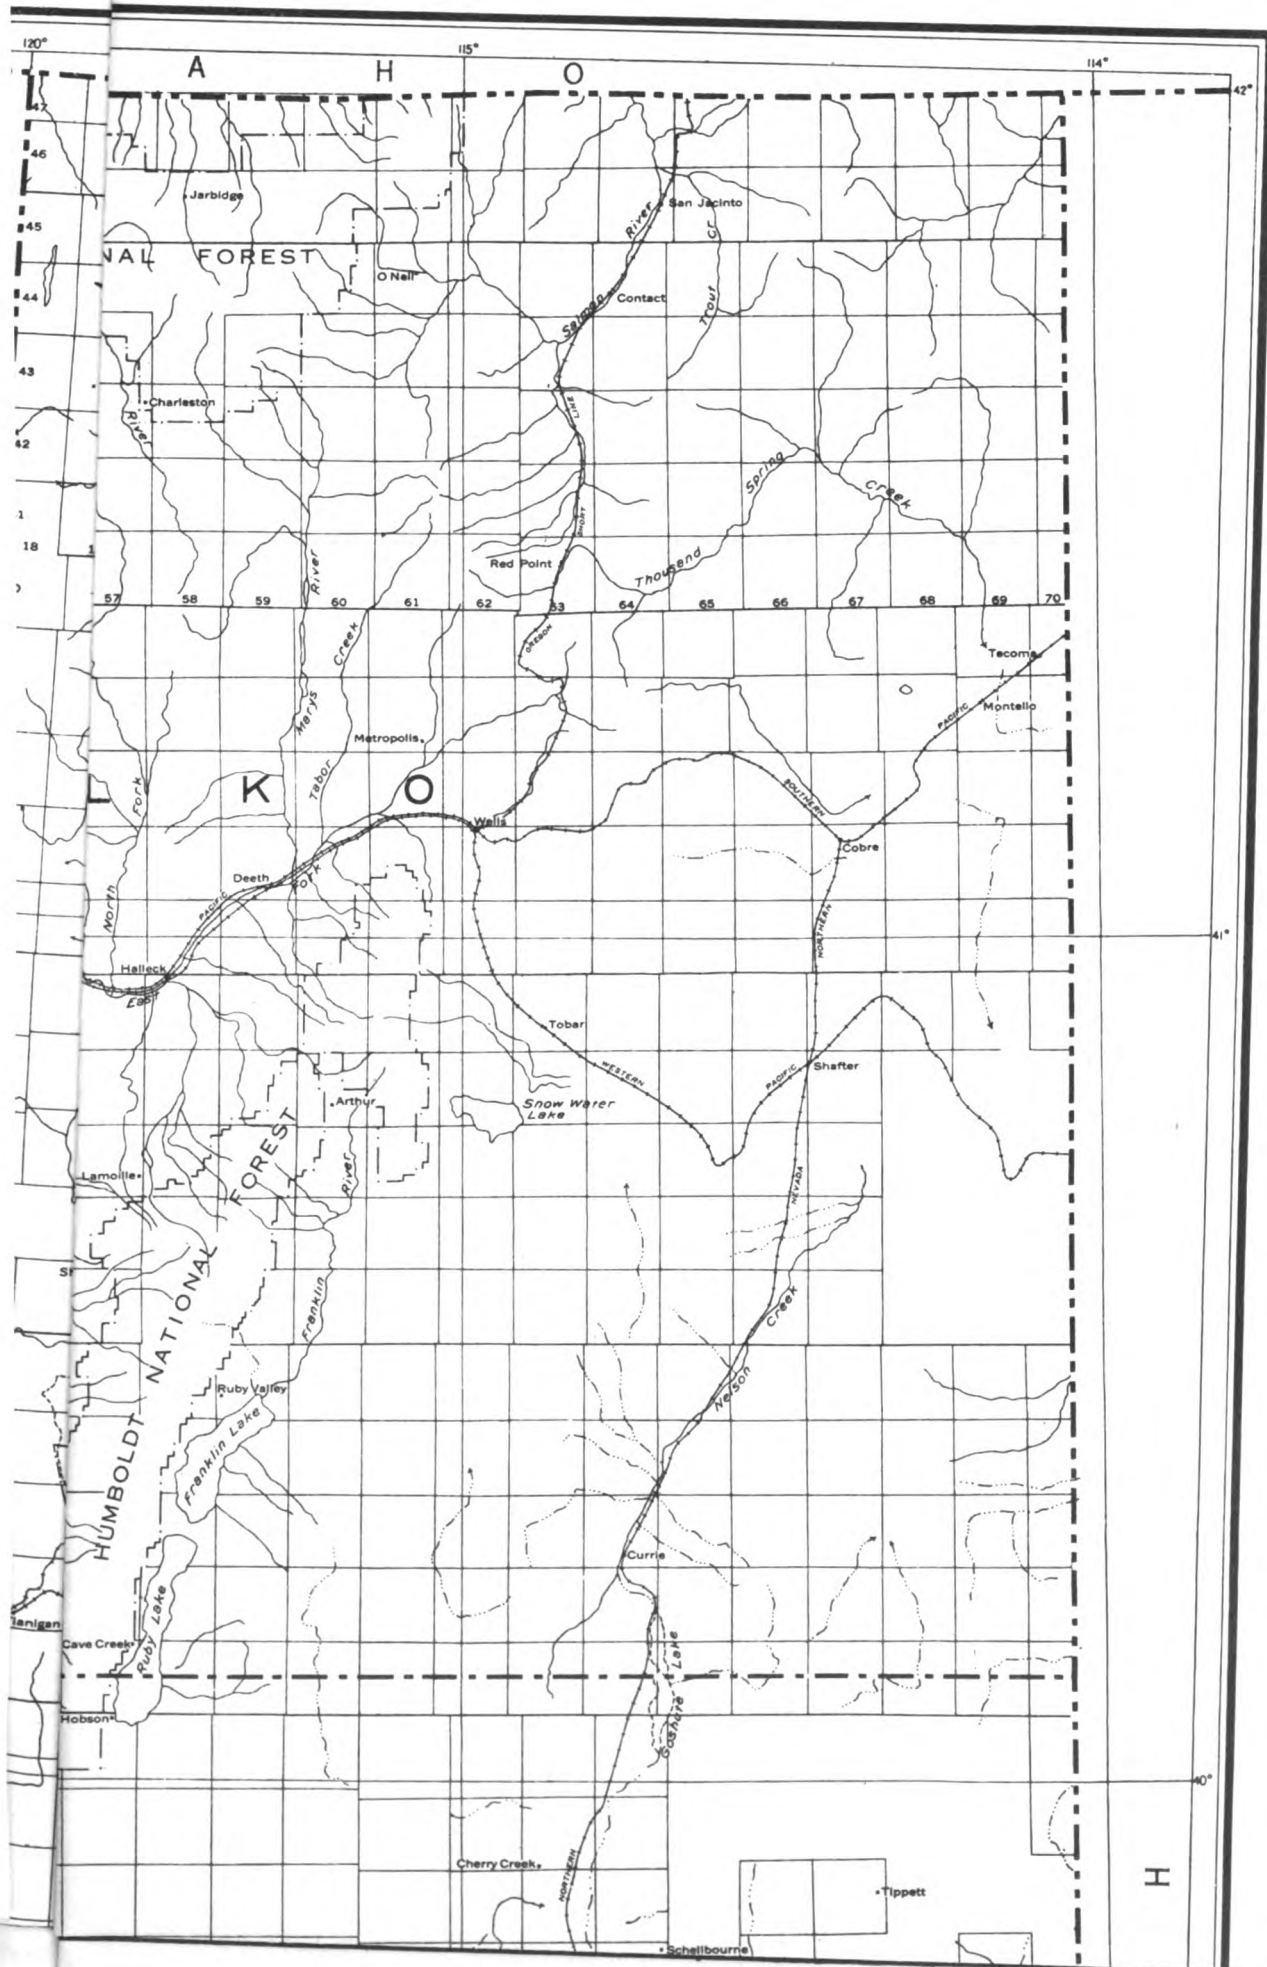 120°
115°
114°
A H O
42°
47
46
Jarbidge
San Jacinto
45
River
Cr
NAL FOREST
O Neil
44
Contact
Salmon
Trout
43
Charleston
LINE
River
42
Spring
Creek
SHORT
18
Red Point
Thousand
River
57 58 59 60 61 62 63 64 65 66 67 68 69 70
Creek
OREGON
Tecoma
Marys
PACIFIC
Montello
Metropolis
Fork
Tabor
L K O
SOUTHERN
Wells
Cobre
Deeth
Fork
North
PACIFIC
NORTHERN
41°
Halleck
East
Tobar
WESTERN
PACIFIC
Shafter
Arthur
Snow Water
Lake
Lamoille
River
NEVADA
HUMBOLDT NATIONAL FOREST
Franklin
Creek
Ruby Valley
Nelson
Franklin Lake
Currie
Ruby Lake
lanigan
Cave Creek
Goshute Lake
Hobson
40°
Cherry Creek
NORTHERN
Tippett
H
Schellbourne